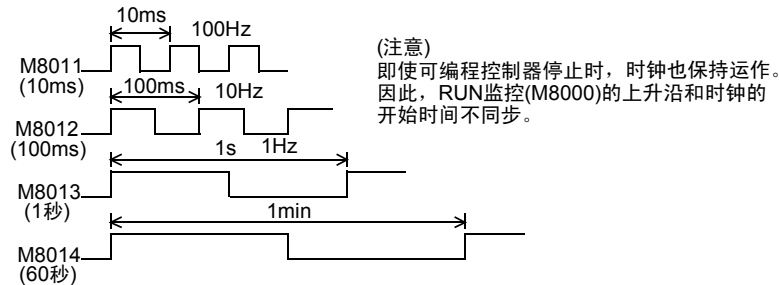 10ms
100Hz
M8011
(10ms)
100ms
10Hz
M8012
(100ms)
1s
1Hz
M8013
(1秒)
1min
M8014
(60秒)
(注意)
即使可编程控制器停止时，时钟也保持运作。
因此，RUN监控(M8000)的上升沿和时钟的
开始时间不同步。